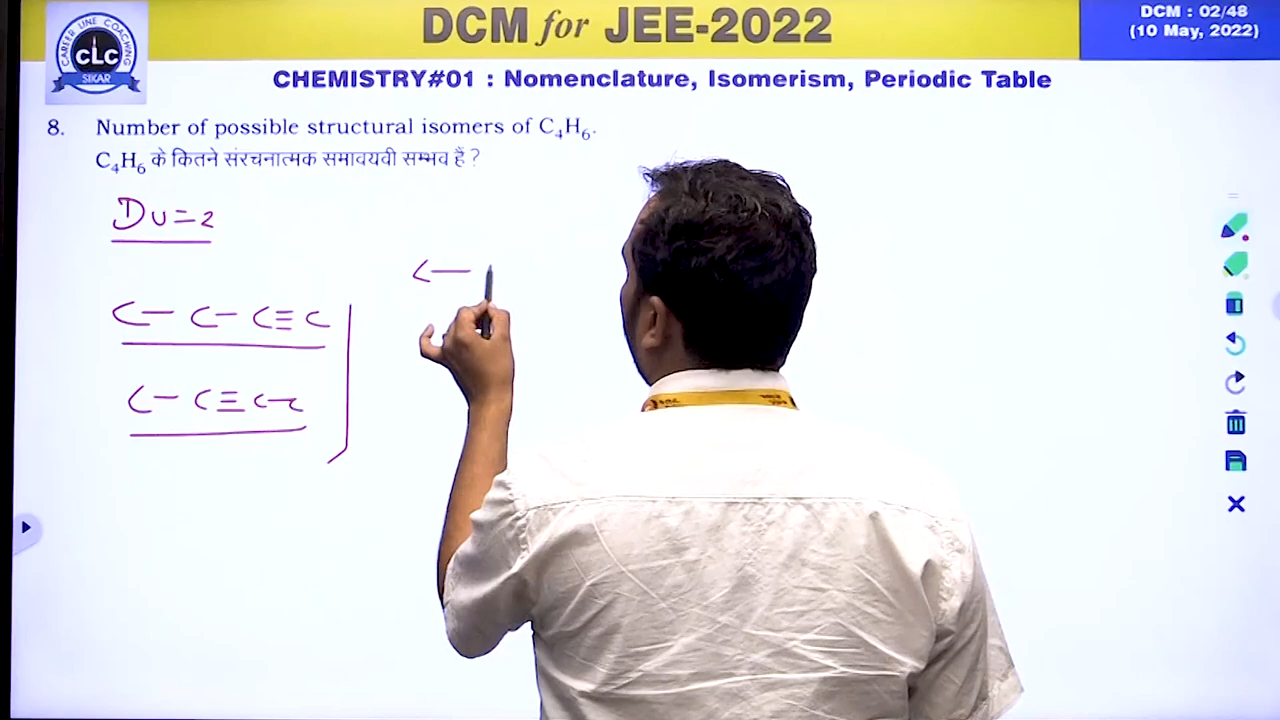 DCM for JEE-2022
DCM : 02/48
(10 May, 2022)
CAREER LINE COACHING
CLC
SIKAR
CHEMISTRY#01 : Nomenclature, Isomerism, Periodic Table
8. Number of possible structural isomers of C₄H₆.
C₄H₆ के कितने संरचनात्मक समावयवी सम्भव हैं ?
DU=2
C—
C— C— C≡C
C— C≡C—C